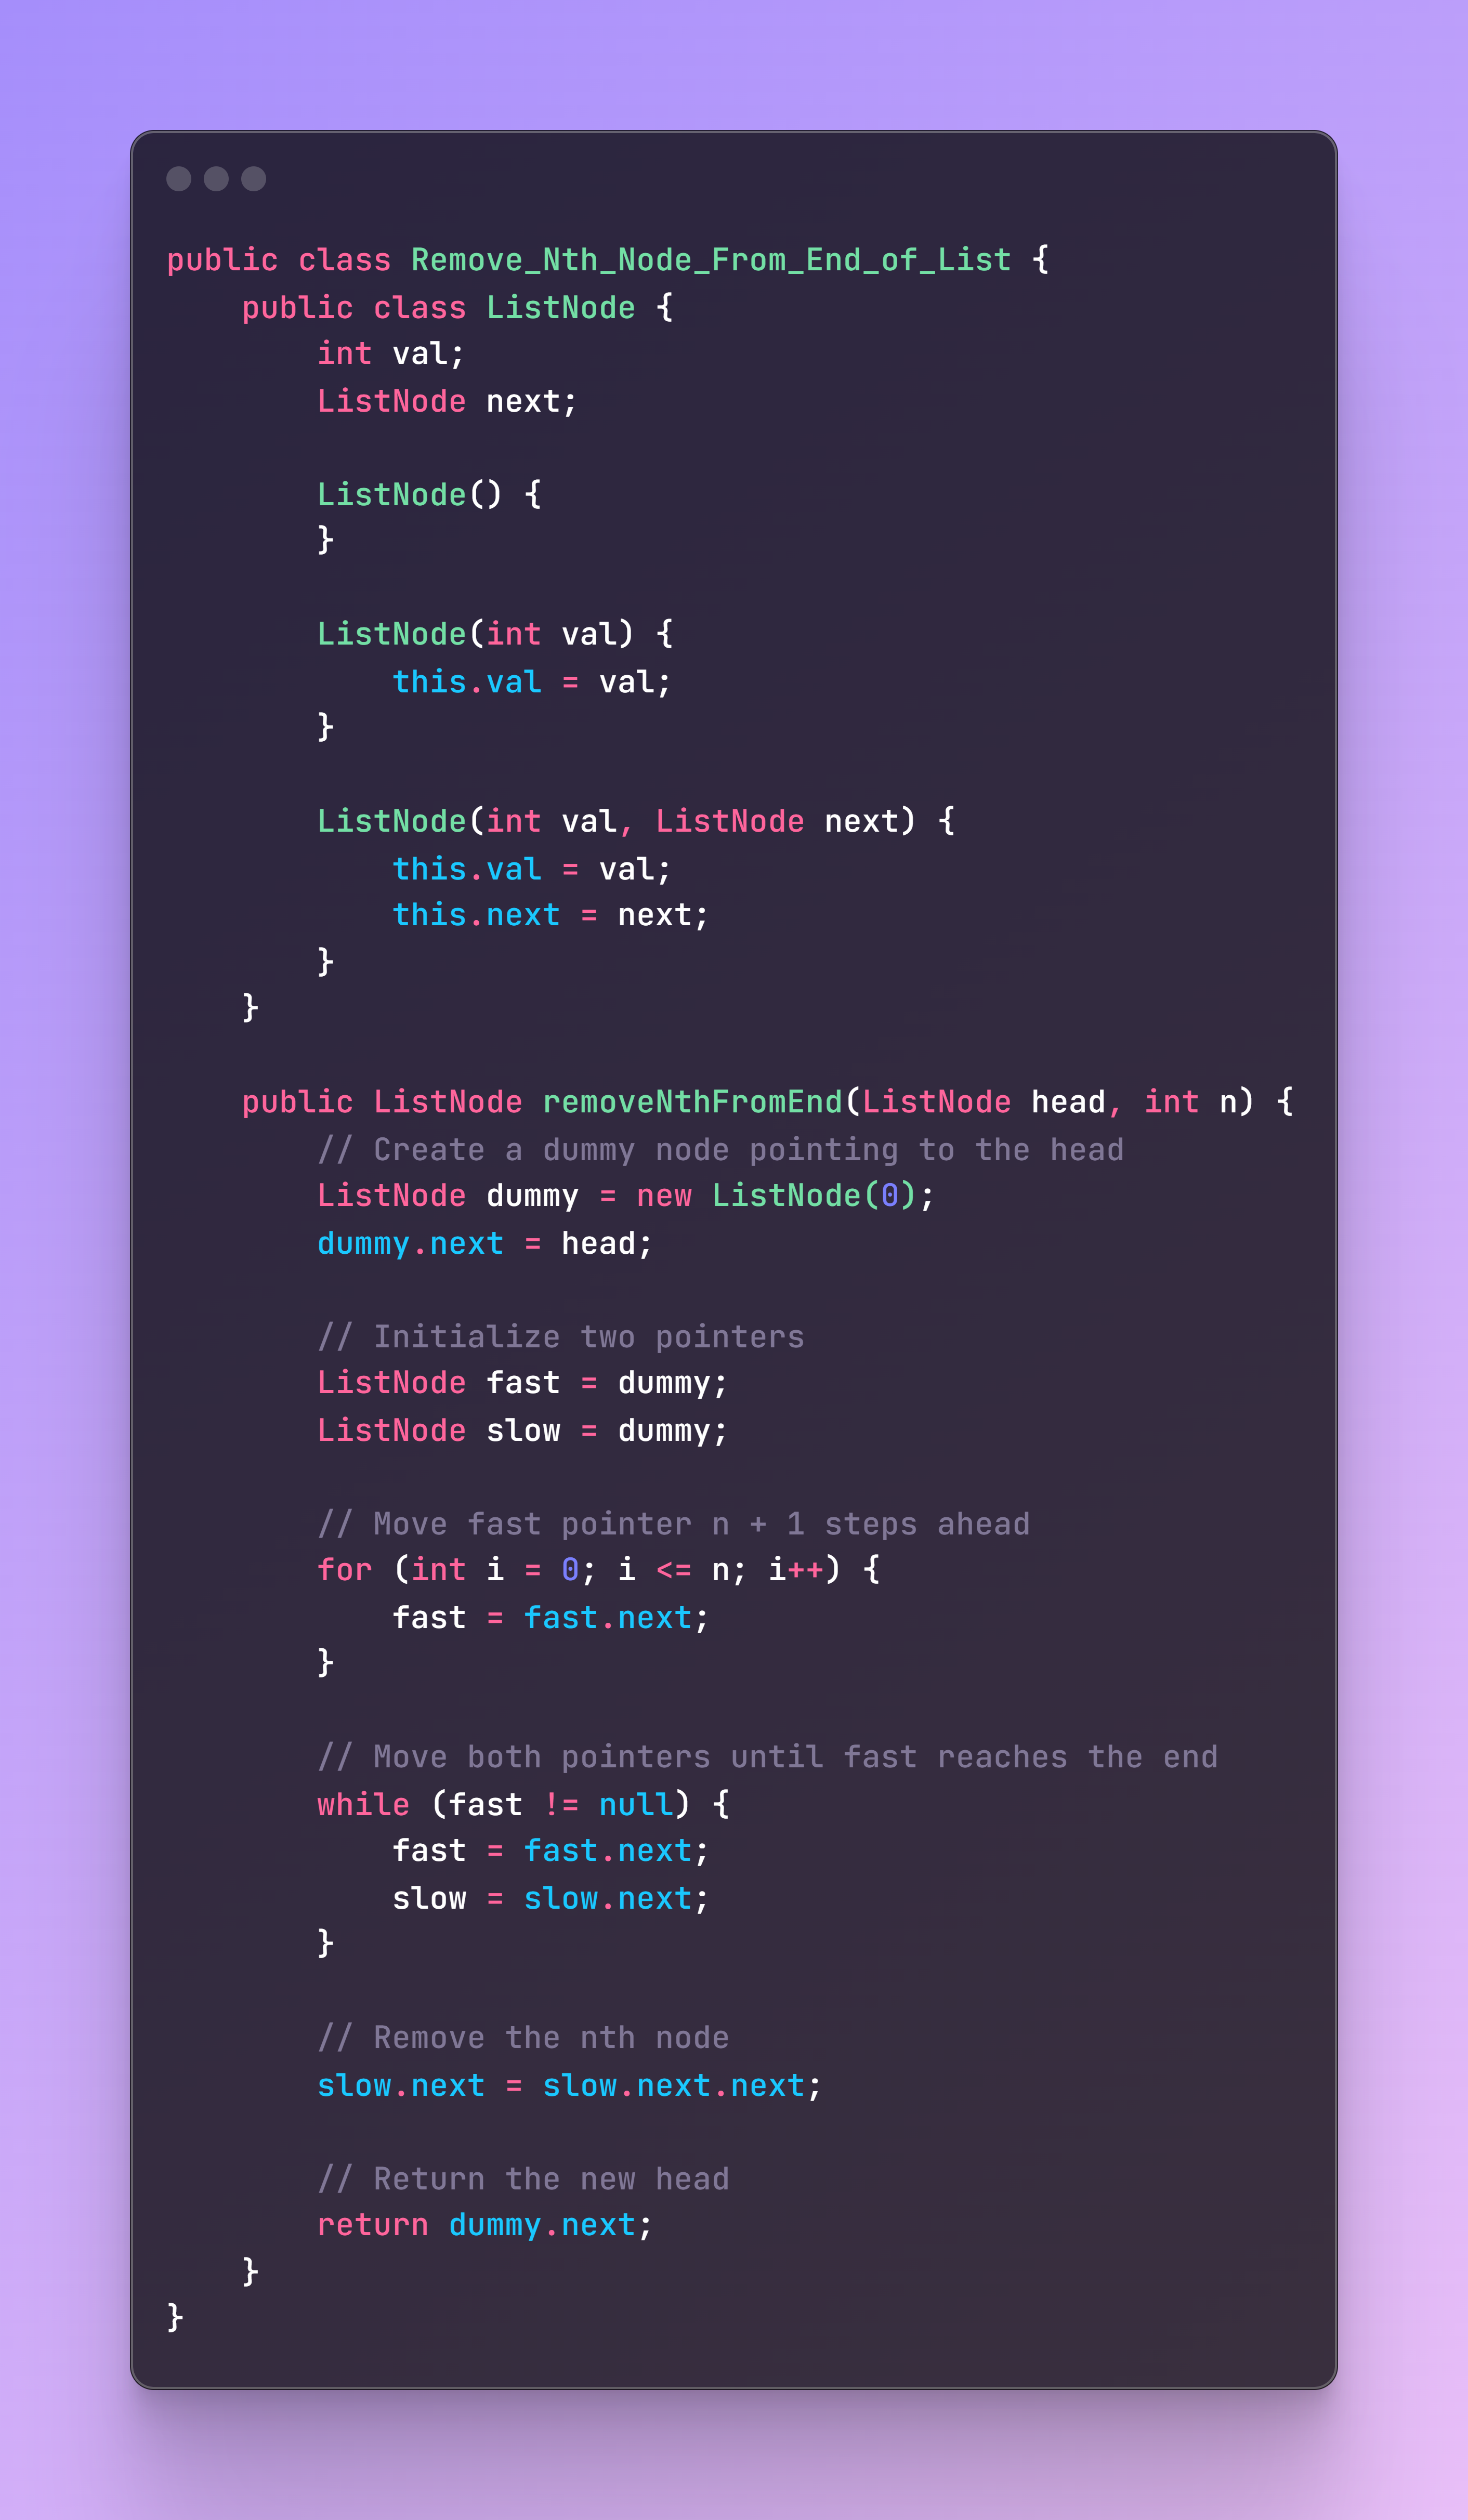 public class Remove_Nth_Node_From_End_of_List {
    public class ListNode {
        int val;
        ListNode next;

        ListNode() {
        }

        ListNode(int val) {
            this.val = val;
        }

        ListNode(int val, ListNode next) {
            this.val = val;
            this.next = next;
        }
    }

    public ListNode removeNthFromEnd(ListNode head, int n) {
        // Create a dummy node pointing to the head
        ListNode dummy = new ListNode(0);
        dummy.next = head;

        // Initialize two pointers
        ListNode fast = dummy;
        ListNode slow = dummy;

        // Move fast pointer n + 1 steps ahead
        for (int i = 0; i <= n; i++) {
            fast = fast.next;
        }

        // Move both pointers until fast reaches the end
        while (fast != null) {
            fast = fast.next;
            slow = slow.next;
        }

        // Remove the nth node
        slow.next = slow.next.next;

        // Return the new head
        return dummy.next;
    }
}